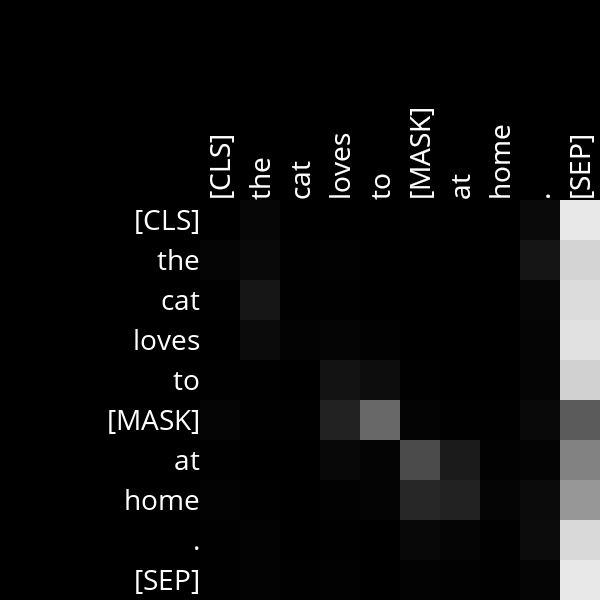 [CLS] the cat loves to [MASK] at home . [SEP]
[CLS]
the
cat
loves
to
[MASK]
at
home
.
[SEP]